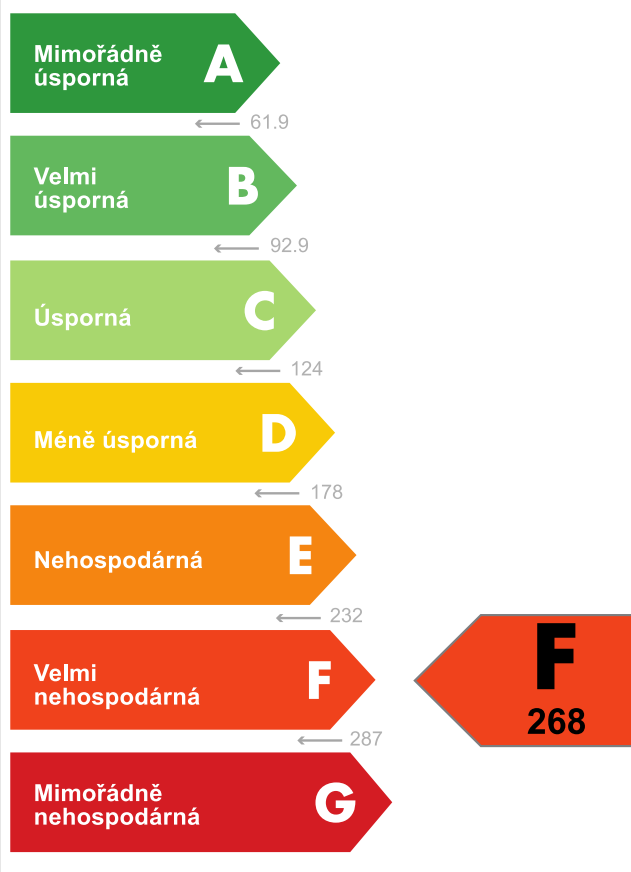 Mimořádně
úsporná
A
61.9
Velmi
úsporná
B
92.9
Úsporná
C
124
Méně úsporná
D
178
Nehospodárná
E
232
Velmi
nehospodárná
F
F
268
287
Mimořádně
nehospodárná
G